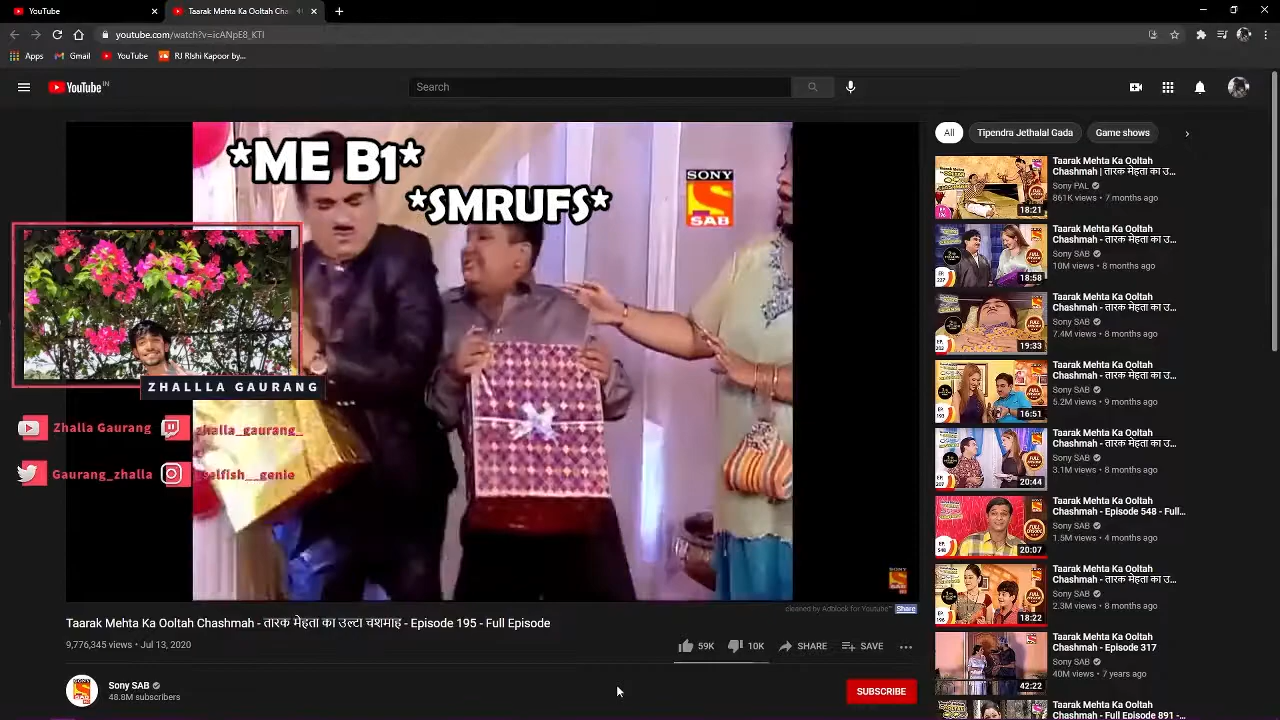 YouTube
Taarak Mehta Ka Ooltah Cha
youtube.com/watch?v=icANpE8_KTI
Apps
Gmail
YouTube
RJ RIshi Kapoor by...
YouTube IN
Search
*ME B1*
*SMRUFS*
SONY
SAB
ZHALLLA GAURANG
Zhalla Gaurang
zhalla_gaurang_
Gaurang_zhalla
selfish__genie
SONY
SAB
cleaned by Adblock for Youtube™
Share
Taarak Mehta Ka Ooltah Chashmah - तारक मेहता का उल्टा चशमाह - Episode 195 - Full Episode
9,776,345 views • Jul 13, 2020
59K
10K
SHARE
SAVE
Sony SAB
48.8M subscribers
SUBSCRIBE
All
Tipendra Jethalal Gada
Game shows
Taarak Mehta Ka Ooltah
Chashmah | तारक मेहता का उ...
Sony PAL
861K views • 7 months ago
18:21
Taarak Mehta Ka Ooltah
Chashmah - तारक मेहता का उ...
Sony SAB
10M views • 8 months ago
18:58
Taarak Mehta Ka Ooltah
Chashmah - तारक मेहता का उ...
Sony SAB
7.4M views • 8 months ago
19:33
Taarak Mehta Ka Ooltah
Chashmah - तारक मेहता का उ...
Sony SAB
5.2M views • 9 months ago
16:51
Taarak Mehta Ka Ooltah
Chashmah - तारक मेहता का उ...
Sony SAB
3.1M views • 8 months ago
20:44
Taarak Mehta Ka Ooltah
Chashmah - Episode 548 - Full...
Sony SAB
1.5M views • 4 months ago
20:07
Taarak Mehta Ka Ooltah
Chashmah - तारक मेहता का उ...
Sony SAB
2.3M views • 8 months ago
18:22
Taarak Mehta Ka Ooltah
Chashmah - Episode 317
Sony SAB
40M views • 7 years ago
42:22
Taarak Mehta Ka Ooltah
Chashmah - Full Episode 891 -...